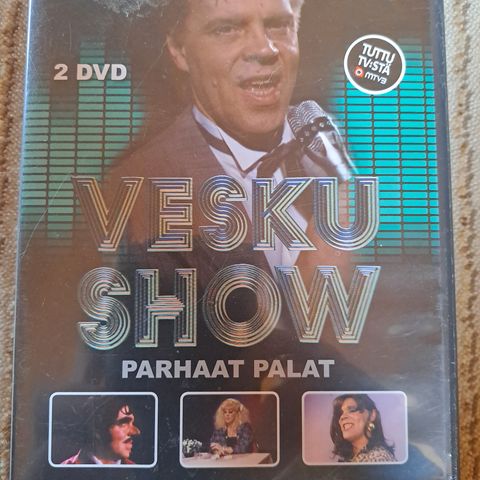 2 DVD
TUTTU
TV:STÄ
MTV3
VESKU
SHOW
PARHAAT PALAT